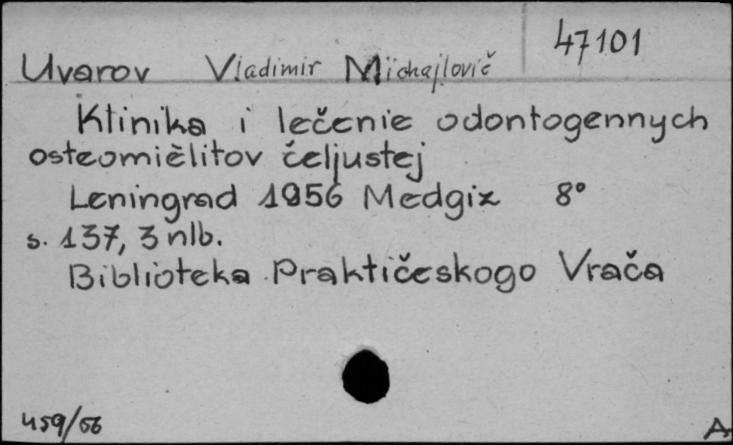 47101
Uvarov Vladimir Michajlovič
Klinika i lečenie odontogennych
osteomièlitov čeljustej
Leningrad 1956 Medgiz 8°
s. 137, 3 nlb.
Biblioteka Praktičeskogo Vrača
459/56
A